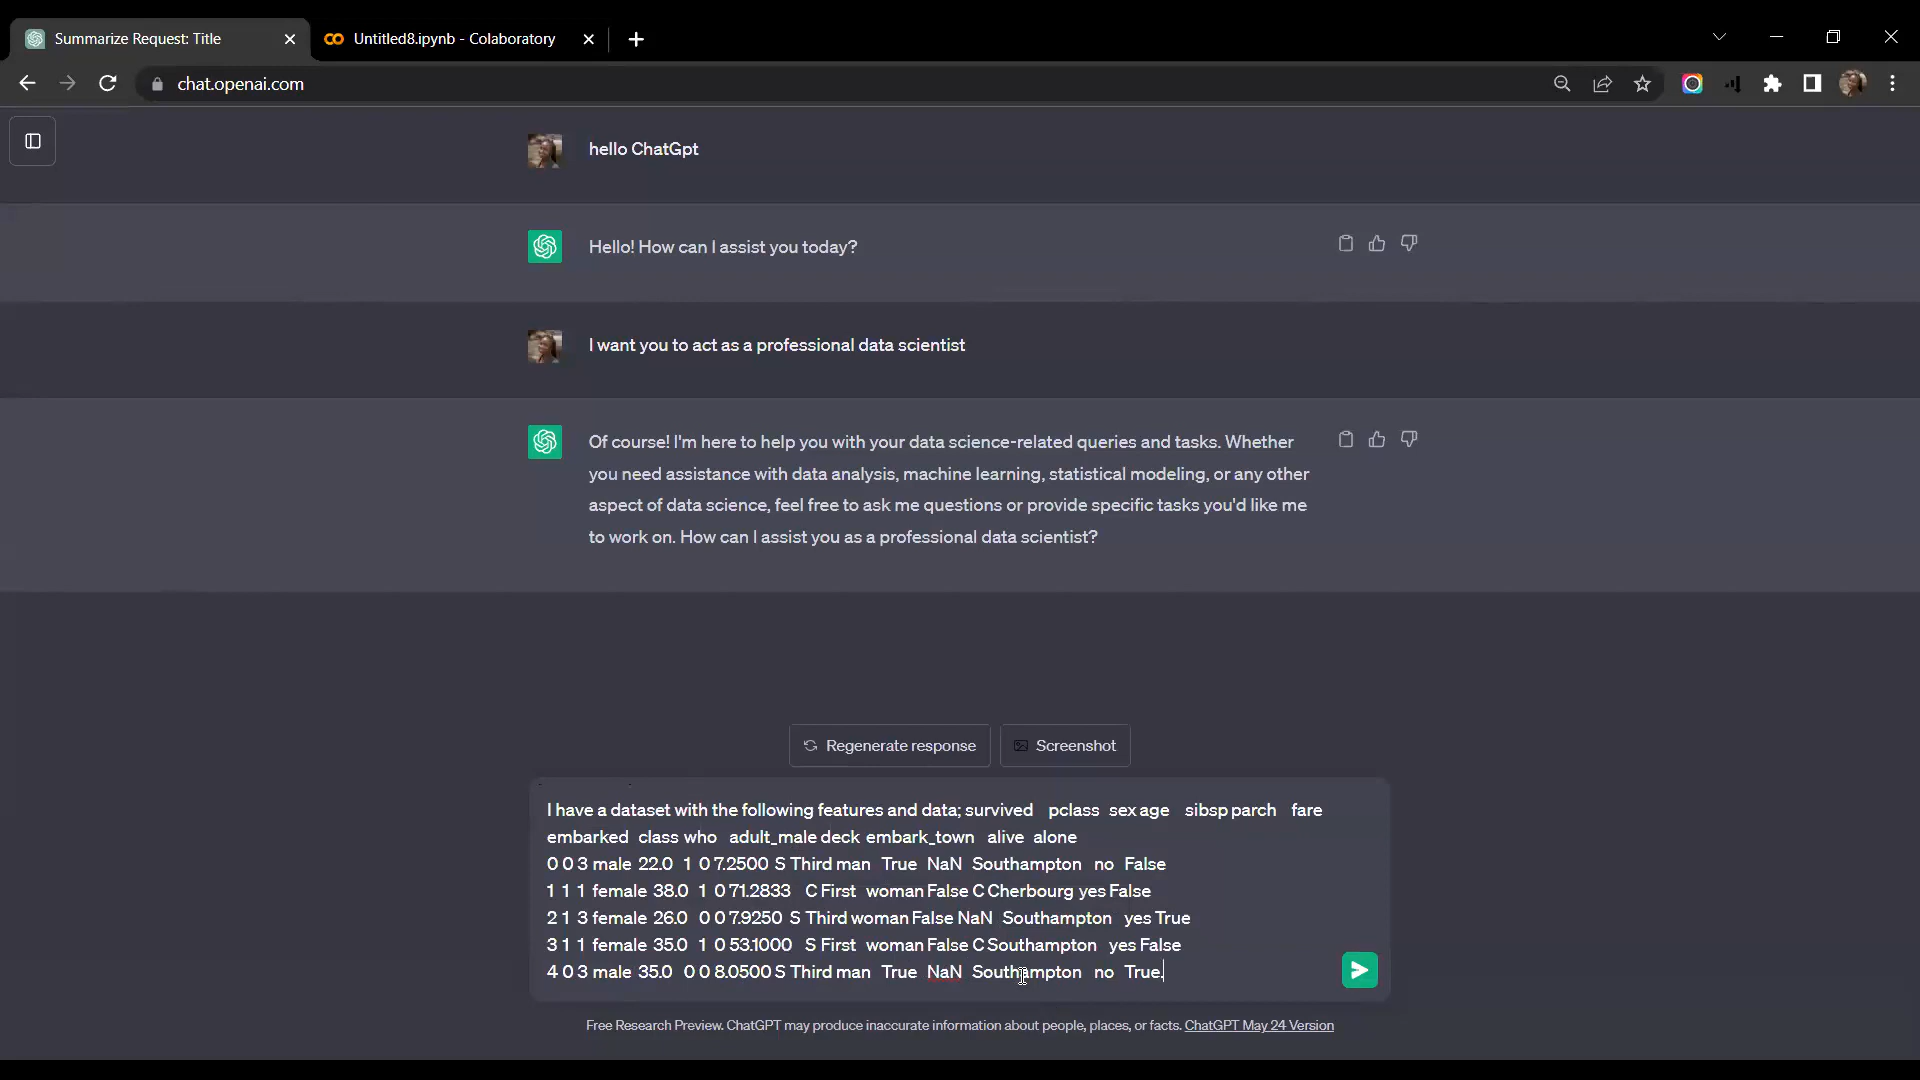 Summarize Request: Title
Untitled8.ipynb - Colaboratory
chat.openai.com
hello ChatGpt
Hello! How can I assist you today?
I want you to act as a professional data scientist
Of course! I'm here to help you with your data science-related queries and tasks. Whether
you need assistance with data analysis, machine learning, statistical modeling, or any other
aspect of data science, feel free to ask me questions or provide specific tasks you'd like me
to work on. How can I assist you as a professional data scientist?
Regenerate response
Screenshot
I have a dataset with the following features and data; survived pclass sex age sibsp parch fare
embarked class who adult_male deck embark_town alive alone
0 0 3 male 22.0 1 0 7.2500 S Third man True NaN Southampton no False
1 1 1 female 38.0 1 0 71.2833 C First woman False C Cherbourg yes False
2 1 3 female 26.0 0 0 7.9250 S Third woman False NaN Southampton yes True
3 1 1 female 35.0 1 0 53.1000 S First woman False C Southampton yes False
4 0 3 male 35.0 0 0 8.0500 S Third man True NaN Southampton no True.
Free Research Preview. ChatGPT may produce inaccurate information about people, places, or facts. ChatGPT May 24 Version